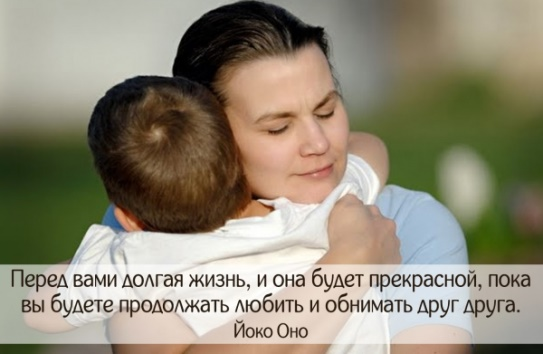 Перед вами долгая жизнь, и она будет прекрасной, пока
вы будете продолжать любить и обнимать друг друга.
Йоко Оно